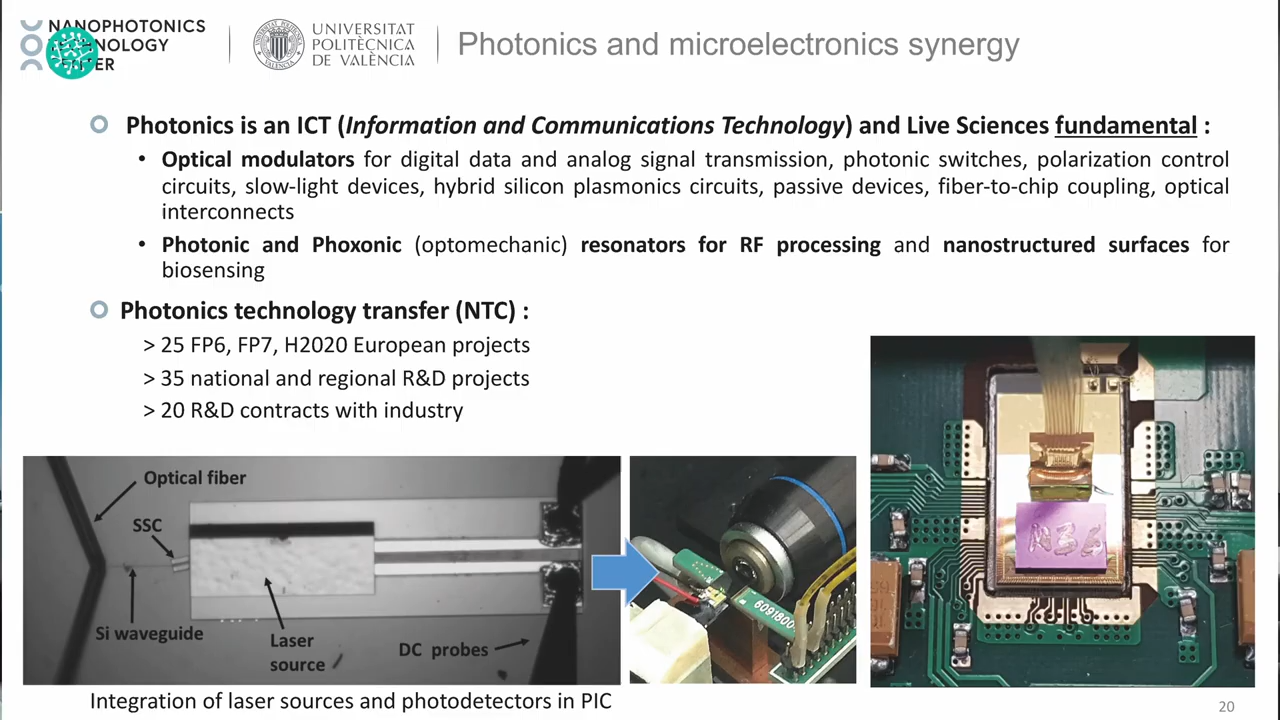 NANOPHOTONICS
TECHNOLOGY
CENTER
UNIVERSITAT
POLITÈCNICA
DE VALÈNCIA
Photonics and microelectronics synergy
Photonics is an ICT (Information and Communications Technology) and Live Sciences fundamental :
• Optical modulators for digital data and analog signal transmission, photonic switches, polarization control
circuits, slow-light devices, hybrid silicon plasmonics circuits, passive devices, fiber-to-chip coupling, optical
interconnects
• Photonic and Phoxonic (optomechanic) resonators for RF processing and nanostructured surfaces for
biosensing
Photonics technology transfer (NTC) :
> 25 FP6, FP7, H2020 European projects
> 35 national and regional R&D projects
> 20 R&D contracts with industry
Optical fiber
SSC
Si waveguide
Laser
source
DC probes
6091800
Integration of laser sources and photodetectors in PIC
20